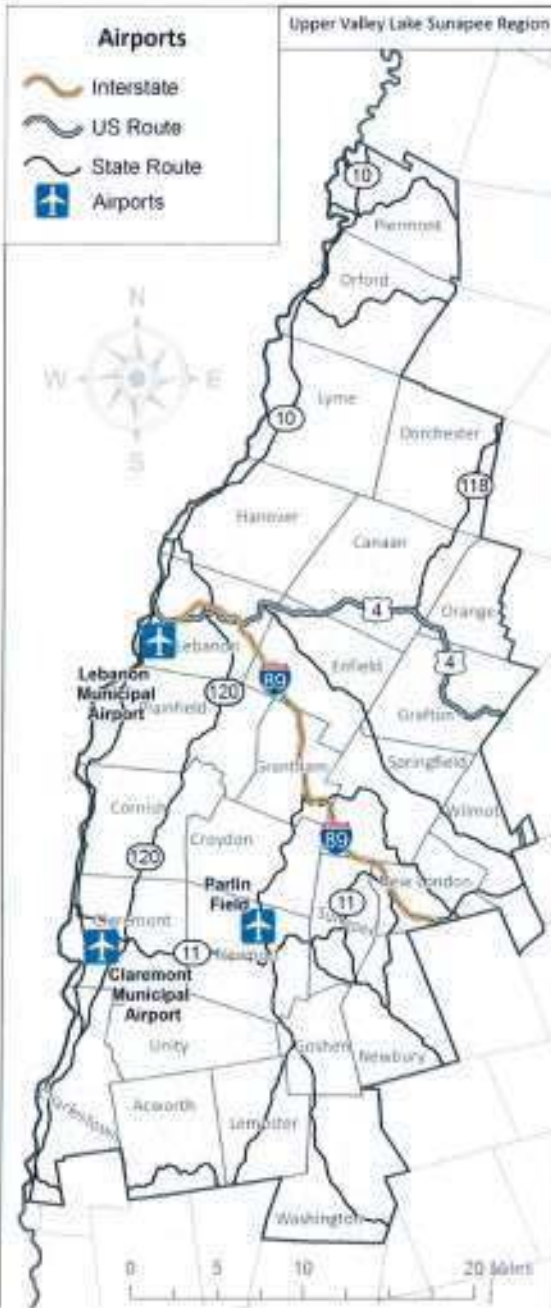 Upper Valley Lake Sunapee Region
Airports
Interstate
US Route
State Route
Airports
N
W
E
S
10
Piermont
Orford
Lyme
10
Dorchester
118
Hanover
Canaan
4
Orange
Lebanon
Enfield
4
Lebanon
Municipal
Airport
89
120
Plainfield
Grafton
Grantham
Springfield
Cornish
Wilmot
Croydon
120
89
Parlin
Field
New London
11
Sunapee
Claremont
11
Newport
Claremont
Municipal
Airport
Unity
Goshen
Newbury
Charlestown
Acworth
Lempster
Washington
0
5
10
20 Miles